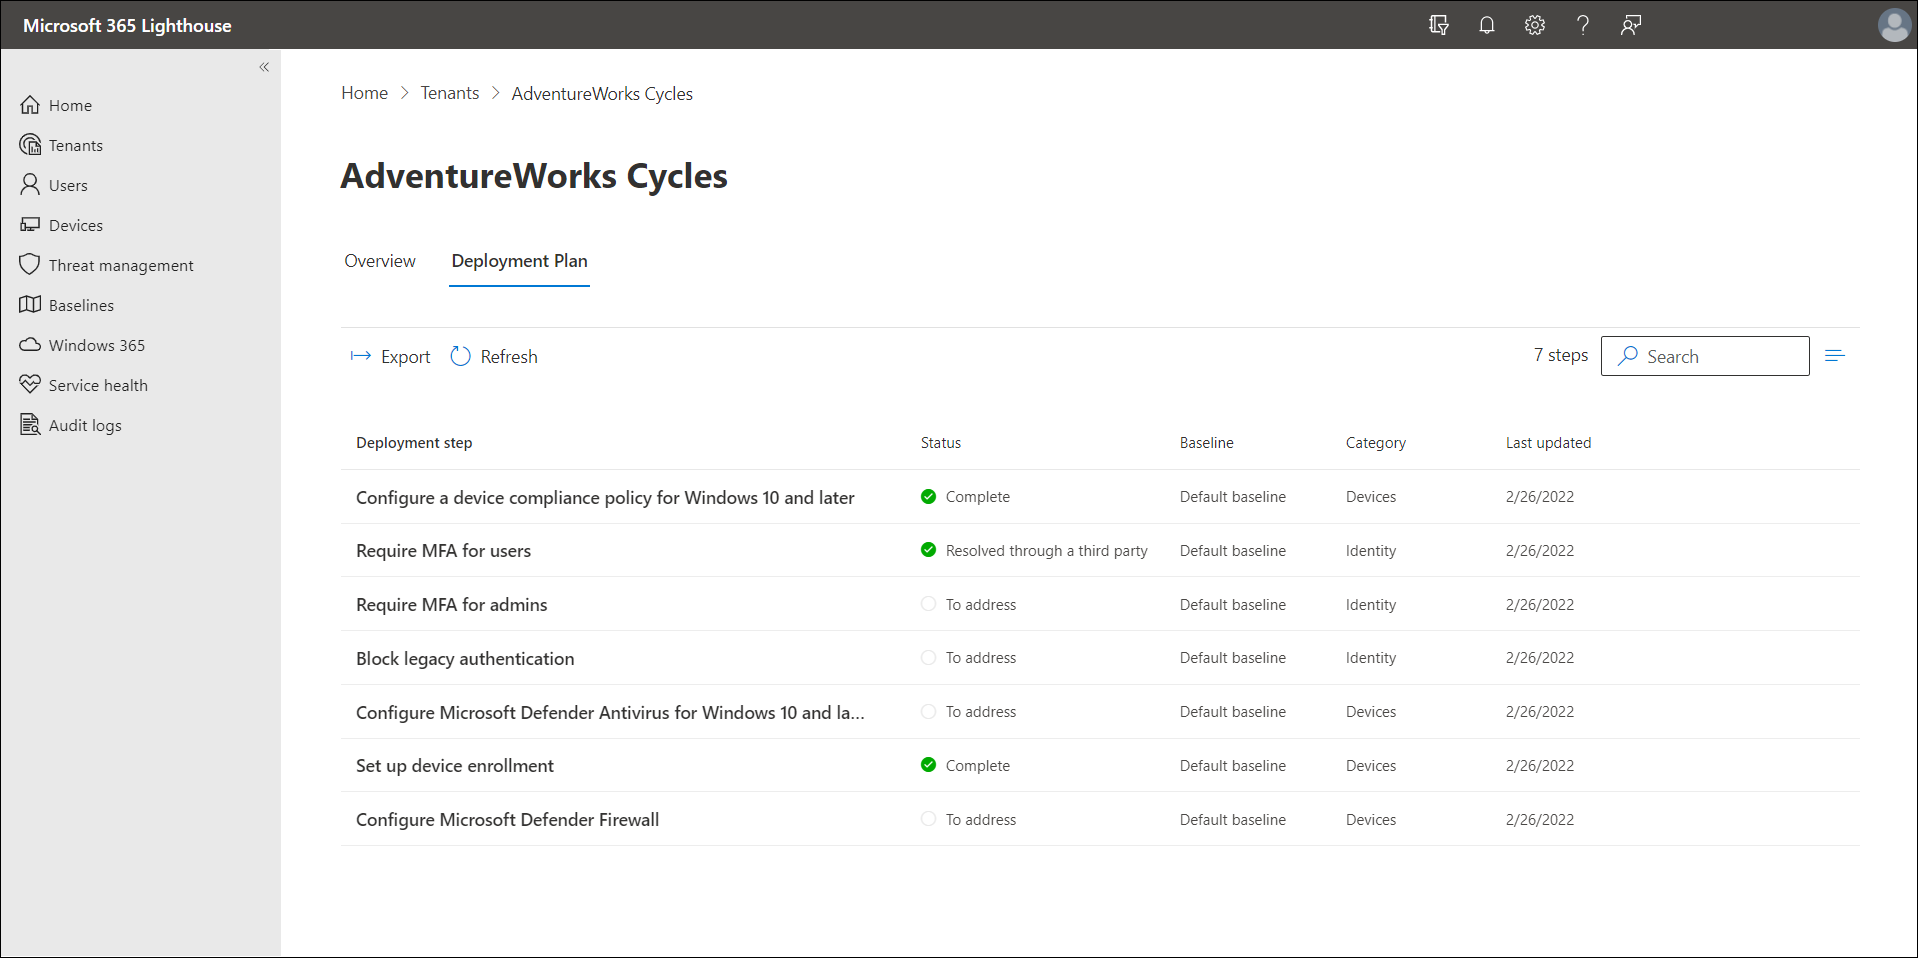 Microsoft 365 Lighthouse
Home
Tenants
Users
Devices
Threat management
Baselines
Windows 365
Service health
Audit logs
Home > Tenants > AdventureWorks Cycles
AdventureWorks Cycles
Overview Deployment Plan
Export Refresh 7 steps Search
Deployment step Status Baseline Category Last updated
Configure a device compliance policy for Windows 10 and later Complete Default baseline Devices 2/26/2022
Require MFA for users Resolved through a third party Default baseline Identity 2/26/2022
Require MFA for admins To address Default baseline Identity 2/26/2022
Block legacy authentication To address Default baseline Identity 2/26/2022
Configure Microsoft Defender Antivirus for Windows 10 and la... To address Default baseline Devices 2/26/2022
Set up device enrollment Complete Default baseline Devices 2/26/2022
Configure Microsoft Defender Firewall To address Default baseline Devices 2/26/2022